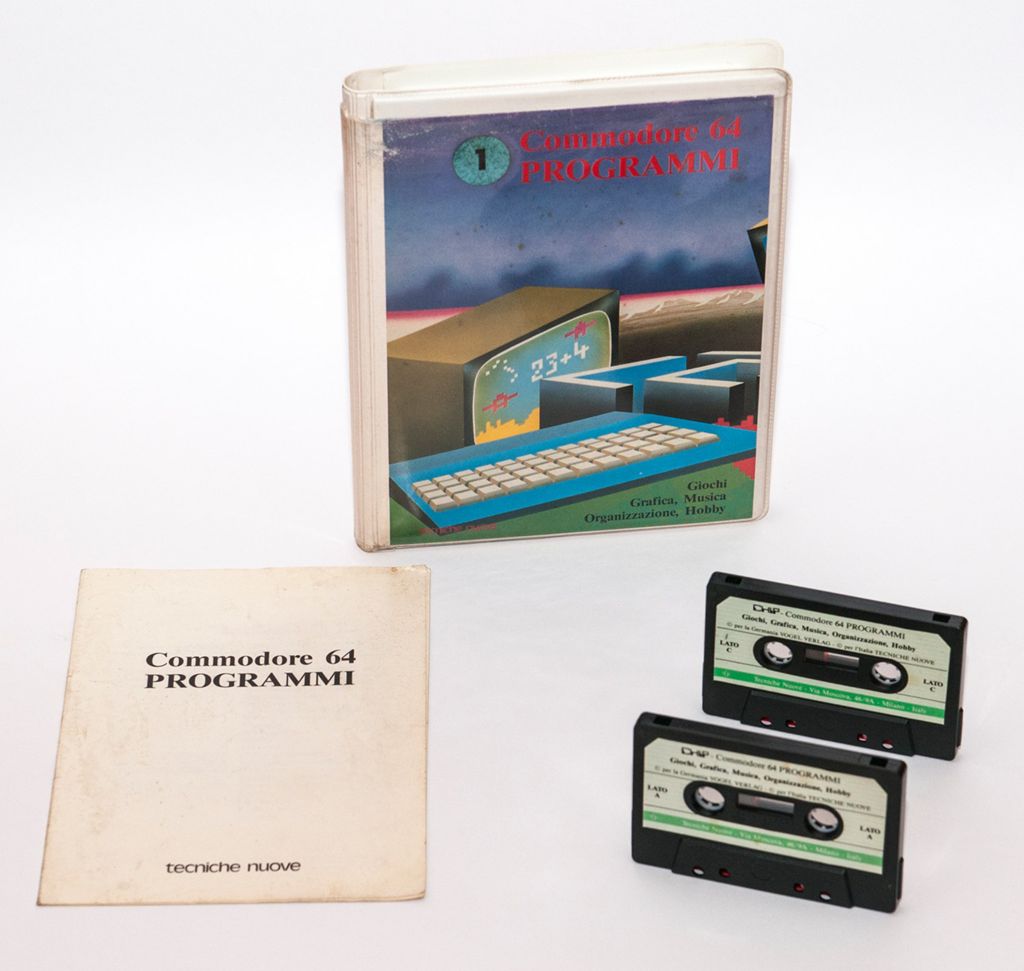 1
Commodore 64
PROGRAMMI
23+4
Giochi
Grafica, Musica
Organizzazione, Hobby
tecniche nuove
Commodore 64
PROGRAMMI
tecniche nuove
CHIP - Commodore 64 PROGRAMMI
Giochi, Grafica, Musica, Organizzazione, Hobby
© per la Germania VOGEL VERLAG - © per l'Italia TECNICHE NUOVE
LATO
C
LATO
C
Tecniche Nuove - Via Moscova, 46/9A - Milano - Italy
CHIP - Commodore 64 PROGRAMMI
Giochi, Grafica, Musica, Organizzazione, Hobby
© per la Germania VOGEL VERLAG - © per l'Italia TECNICHE NUOVE
LATO
A
LATO
A
Tecniche Nuove - Via Moscova, 46/9A - Milano - Italy